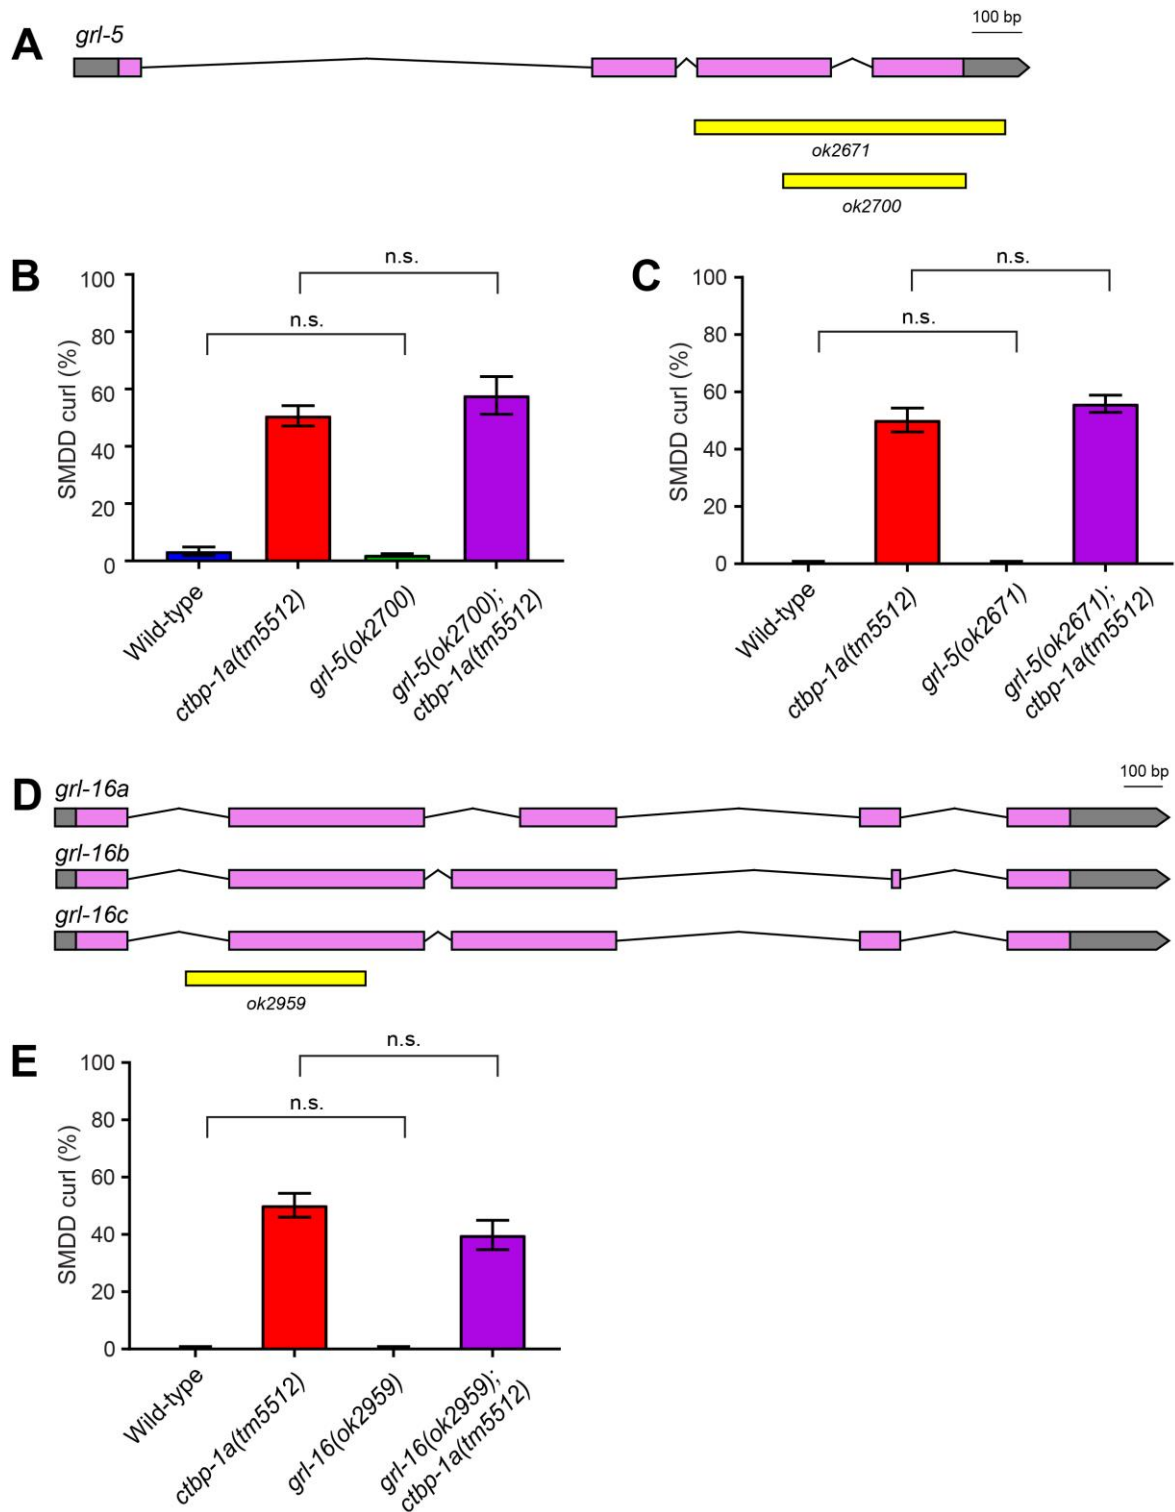 A
grl-5
100 bp
ok2671
ok2700
B
n.s.
n.s.
100
80
60
40
20
0
SMDD curl (%)
Wild-type
ctbp-1a(tm5512)
grl-5(ok2700)
grl-5(ok2700);
ctbp-1a(tm5512)
C
n.s.
n.s.
100
80
60
40
20
0
SMDD curl (%)
Wild-type
ctbp-1a(tm5512)
grl-5(ok2671)
grl-5(ok2671);
ctbp-1a(tm5512)
D
grl-16a
100 bp
grl-16b
grl-16c
ok2959
E
n.s.
n.s.
100
80
60
40
20
0
SMDD curl (%)
Wild-type
ctbp-1a(tm5512)
grl-16(ok2959)
grl-16(ok2959);
ctbp-1a(tm5512)